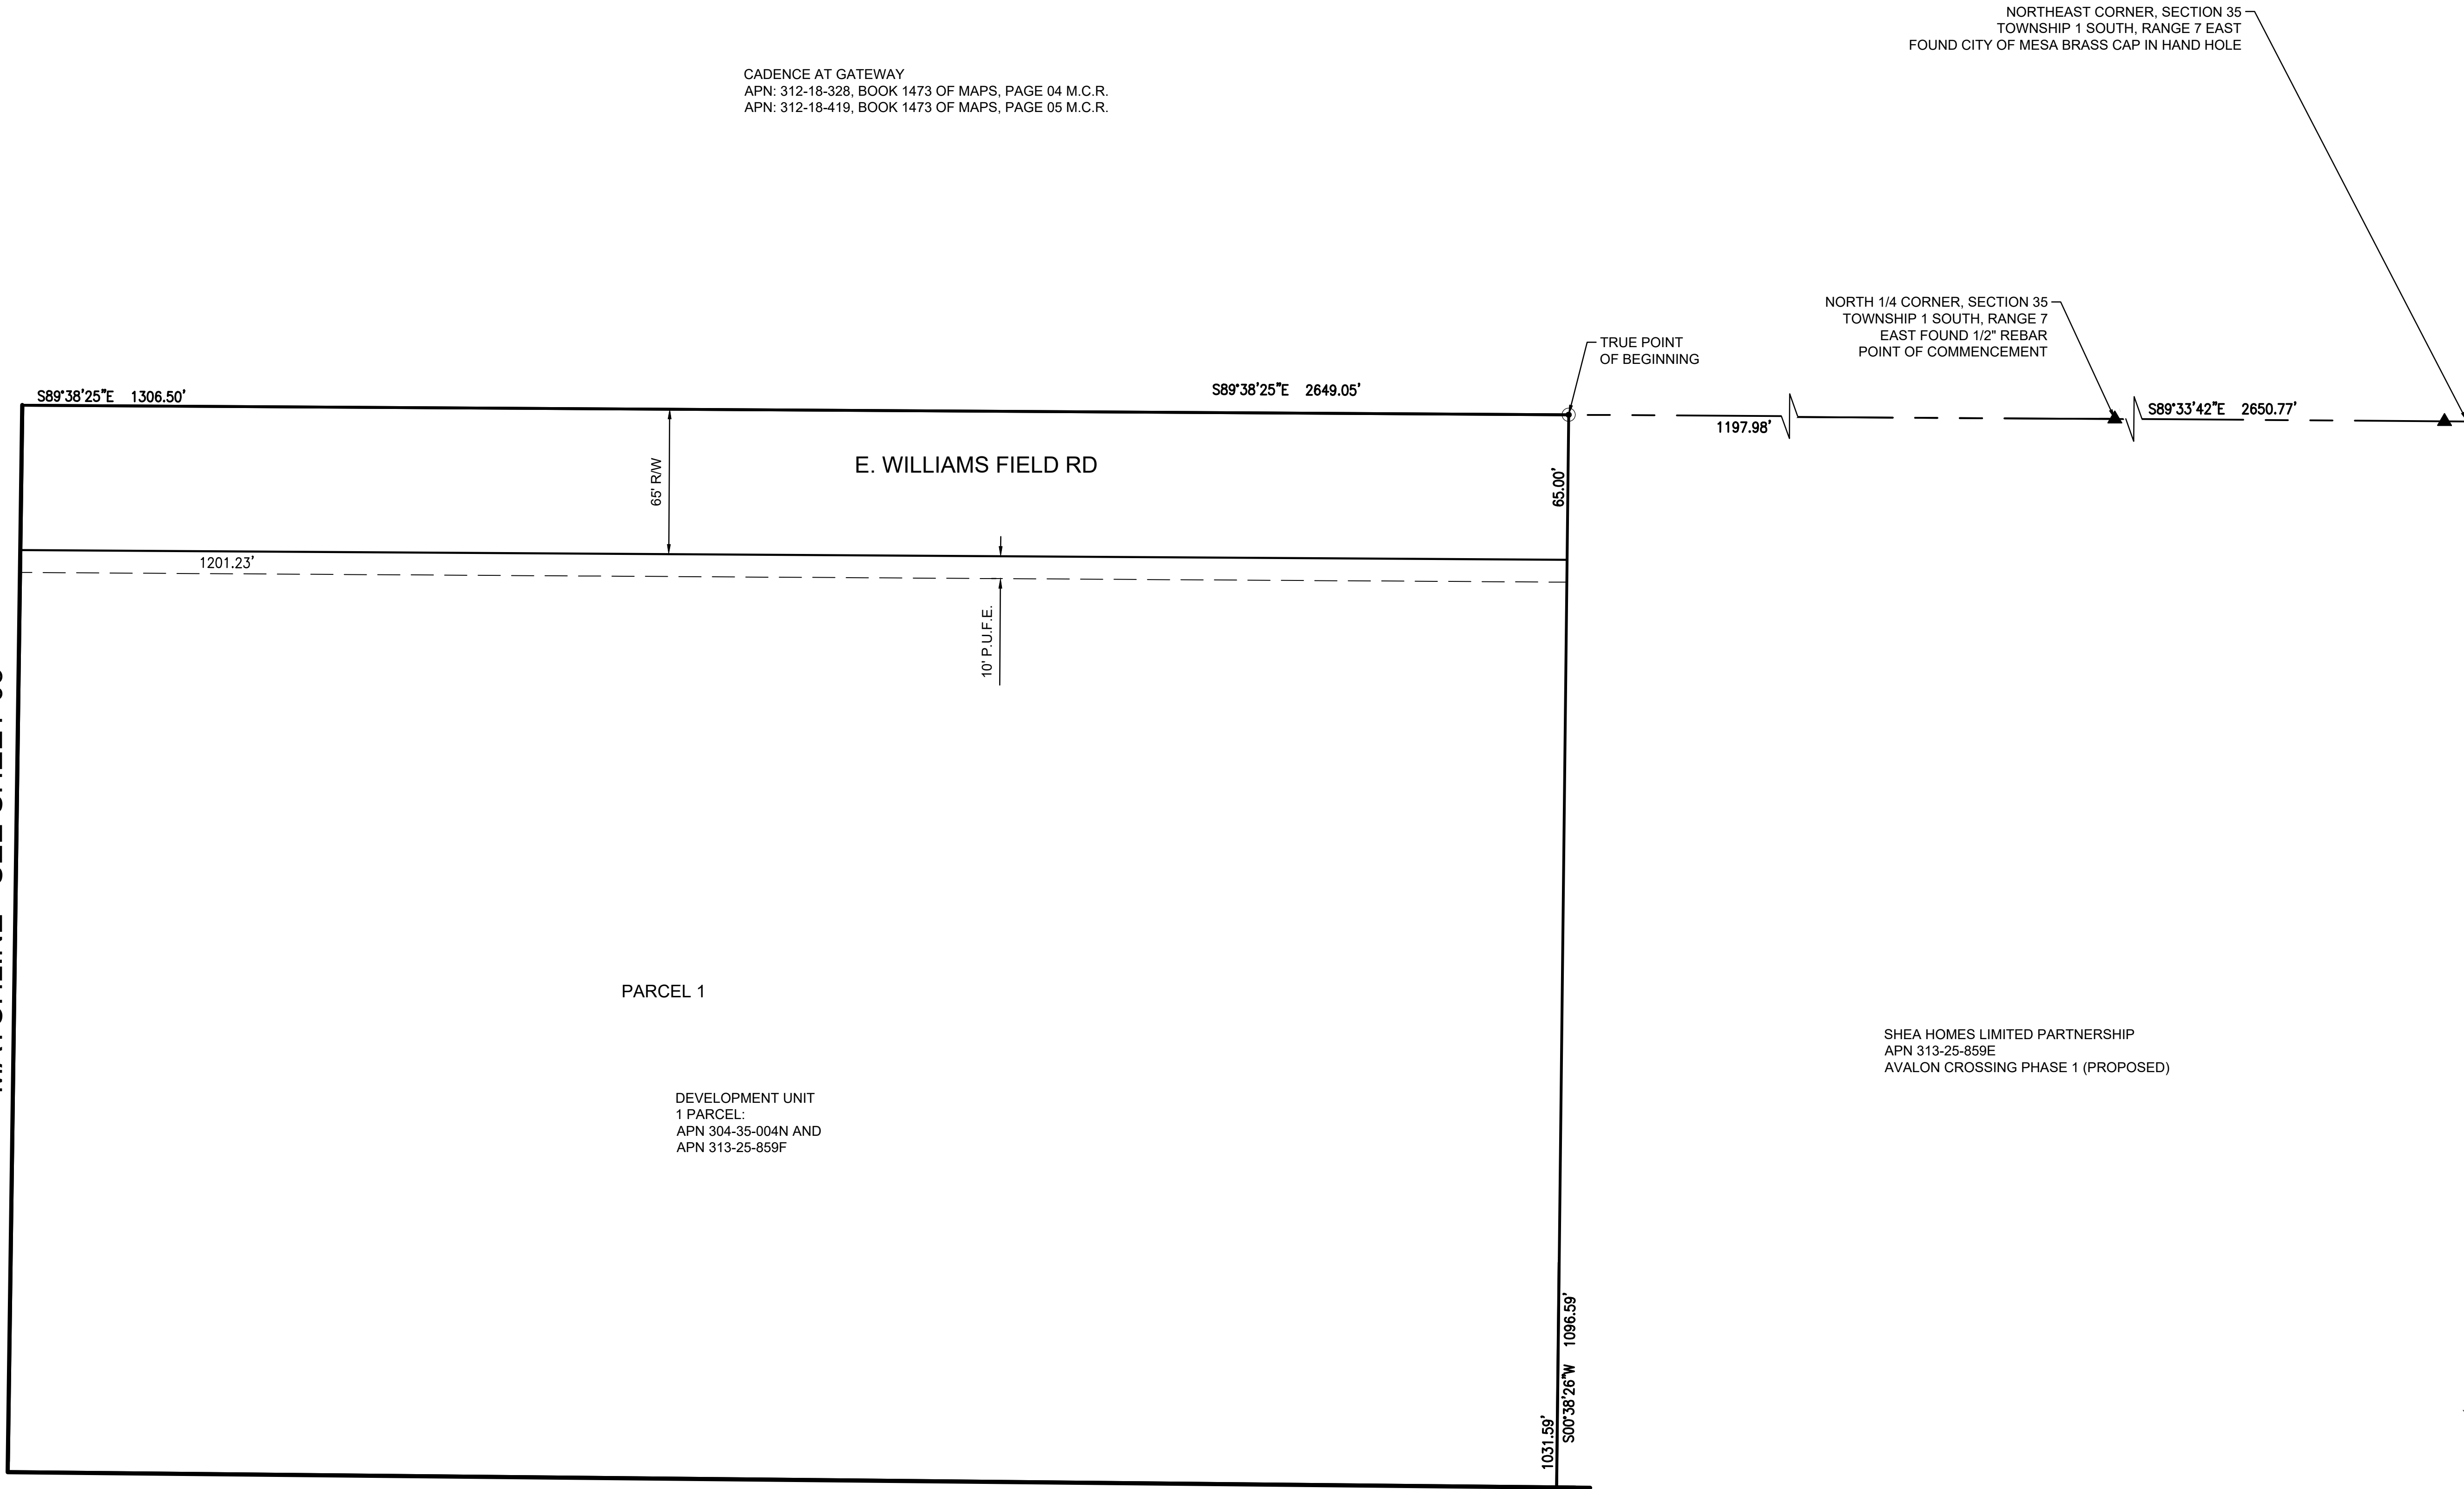 NORTHEAST CORNER, SECTION 35
TOWNSHIP 1 SOUTH, RANGE 7 EAST
FOUND CITY OF MESA BRASS CAP IN HAND HOLE
CADENCE AT GATEWAY
APN: 312-18-328, BOOK 1473 OF MAPS, PAGE 04 M.C.R.
APN: 312-18-419, BOOK 1473 OF MAPS, PAGE 05 M.C.R.
NORTH 1/4 CORNER, SECTION 35
TOWNSHIP 1 SOUTH, RANGE 7
EAST FOUND 1/2" REBAR
POINT OF COMMENCEMENT
TRUE POINT
OF BEGINNING
S89°38'25"E 1306.50'
S89°38'25"E 2649.05'
S89°33'42"E 2650.77'
1197.98'
E. WILLIAMS FIELD RD
65' R/W
65.00'
1201.23'
10' P.U.F.E.
PARCEL 1
SHEA HOMES LIMITED PARTNERSHIP
APN 313-25-859E
AVALON CROSSING PHASE 1 (PROPOSED)
DEVELOPMENT UNIT
1 PARCEL:
APN 304-35-004N AND
APN 313-25-859F
S00°38'26"W 1096.59'
1031.59'